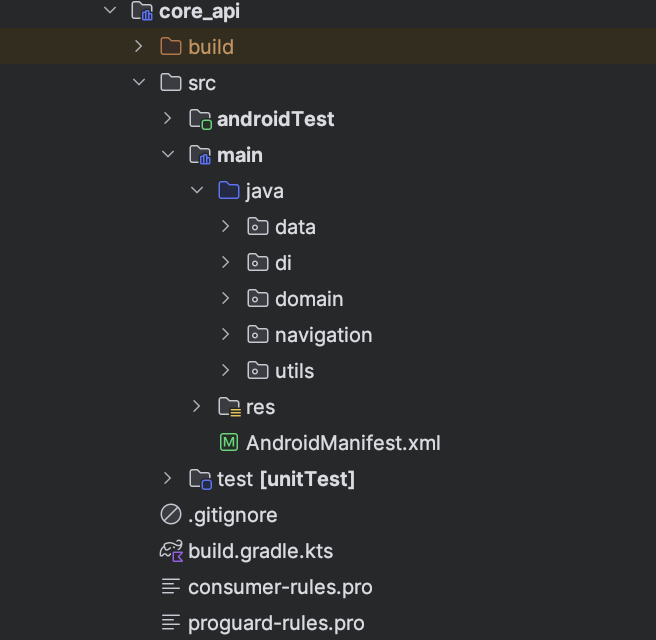 core_api
build
src
androidTest
main
java
data
di
domain
navigation
utils
res
M AndroidManifest.xml
test [unitTest]
.gitignore
build.gradle.kts
consumer-rules.pro
proguard-rules.pro